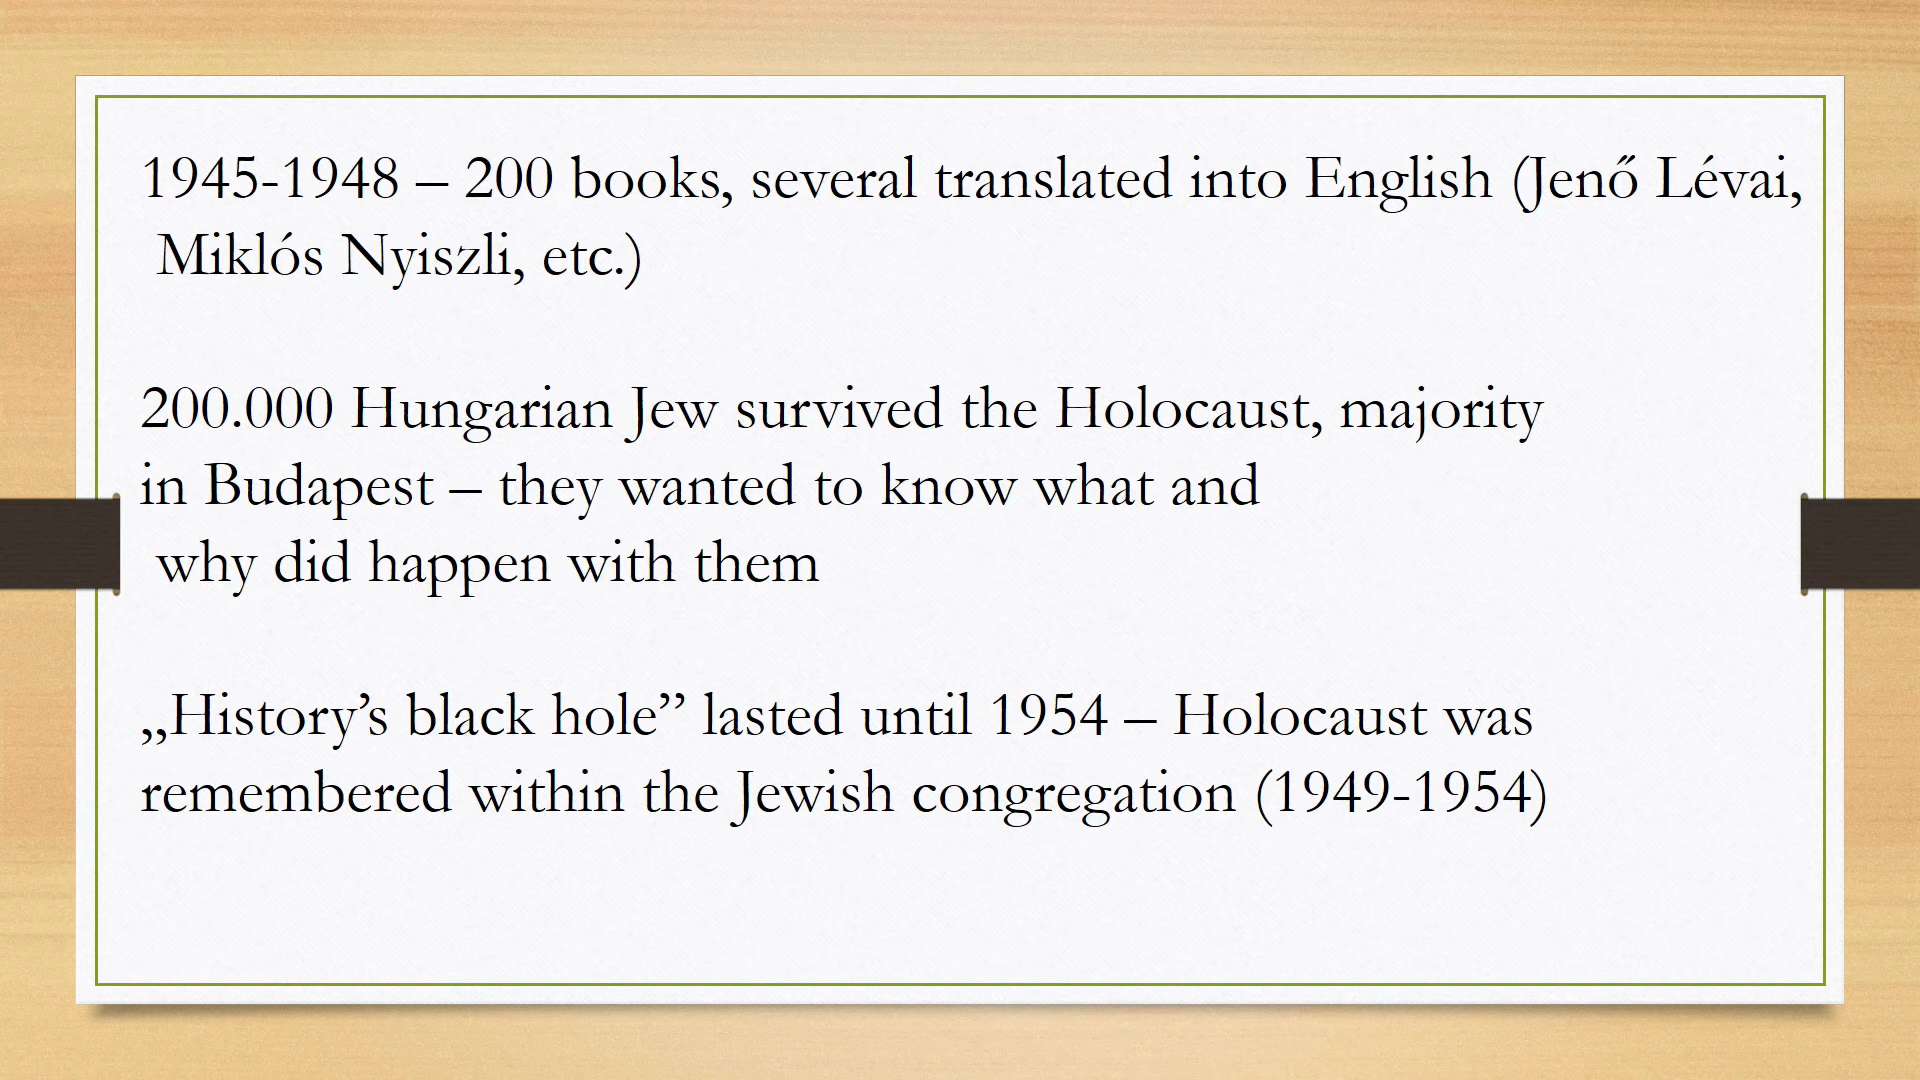 1945-1948 – 200 books, several translated into English (Jenő Lévai,
Miklós Nyiszli, etc.)
200.000 Hungarian Jew survived the Holocaust, majority
in Budapest – they wanted to know what and
why did happen with them
„History’s black hole” lasted until 1954 – Holocaust was
remembered within the Jewish congregation (1949-1954)